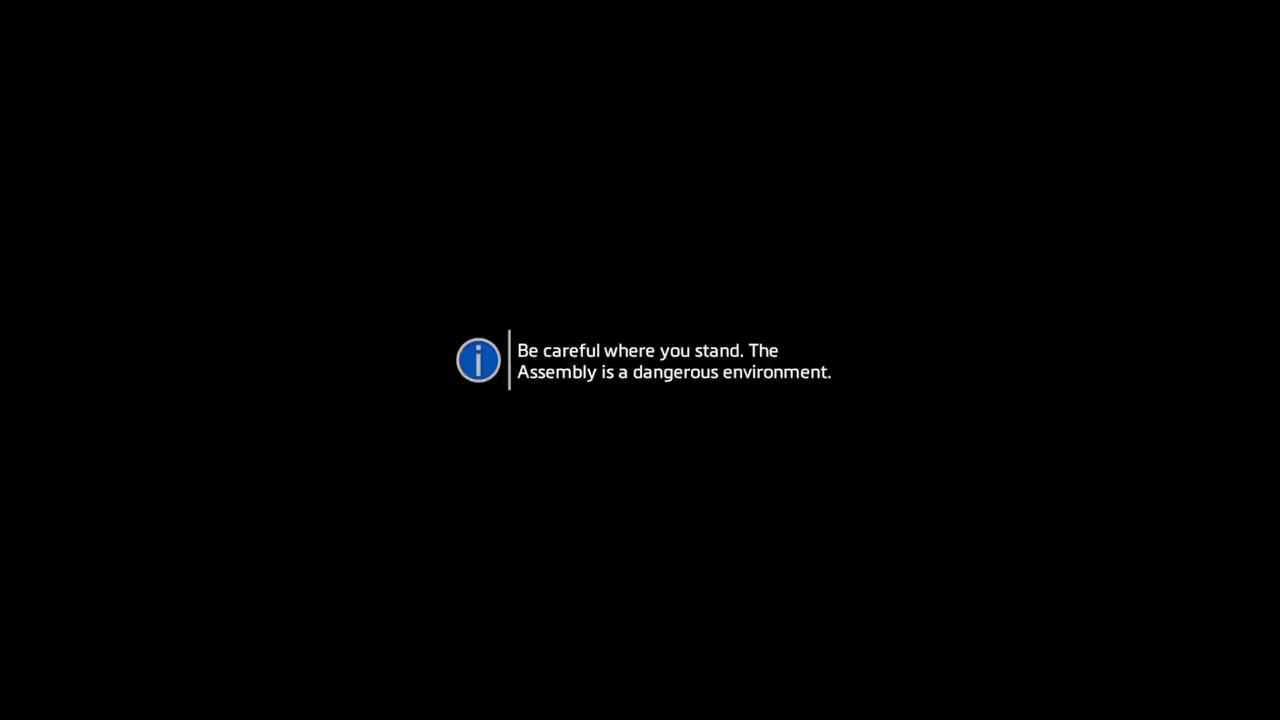 Be careful where you stand. The
Assembly is a dangerous environment.